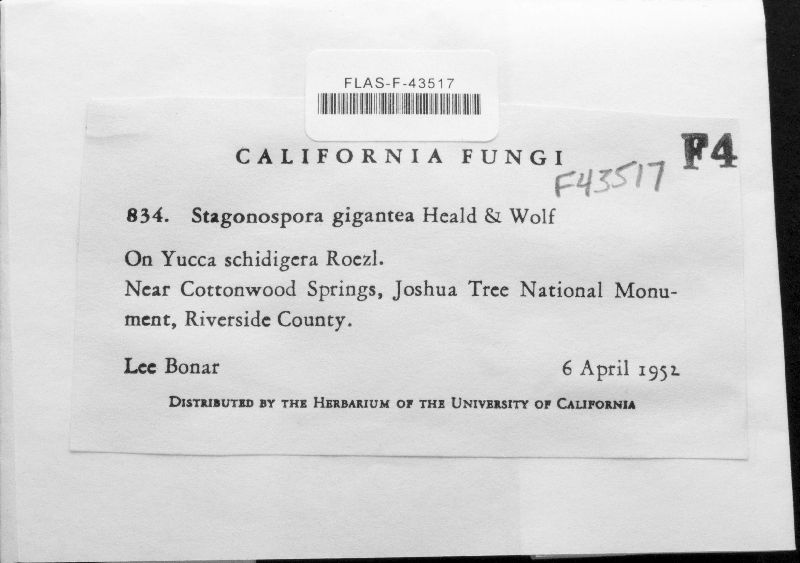 FLAS-F-43517
CALIFORNIA FUNGI
F4
F43517
834. Stagonospora gigantea Heald & Wolf
On Yucca schidigera Roezl.
Near Cottonwood Springs, Joshua Tree National Monu-
ment, Riverside County.
Lee Bonar 6 April 1952
DISTRIBUTED BY THE HERBARIUM OF THE UNIVERSITY OF CALIFORNIA